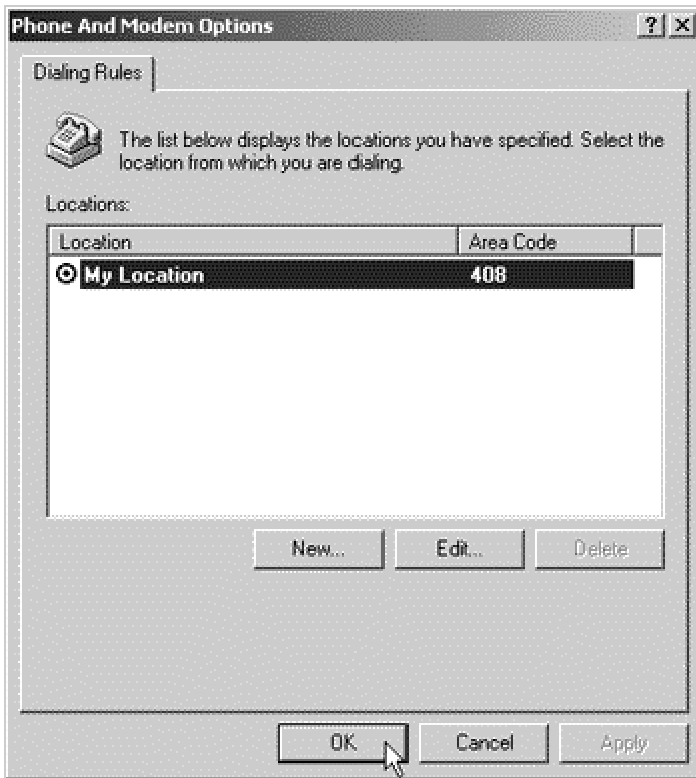 Phone And Modem Options
Dialing Rules
The list below displays the locations you have specified. Select the
location from which you are dialing.
Locations:
Location Area Code
My Location 408
New... Edit... Delete
OK Cancel Apply